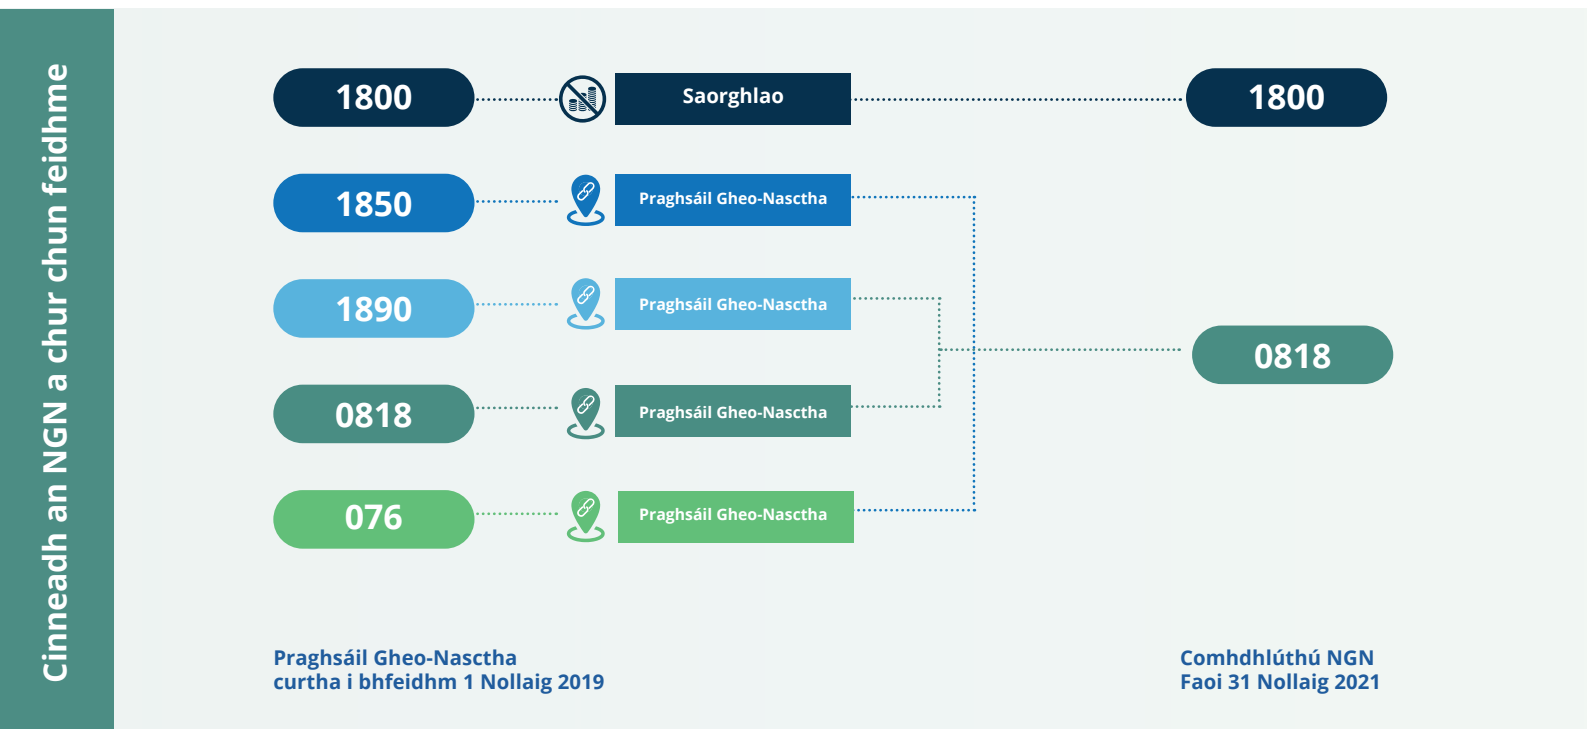 Cinneadh an NGN a chur chun feidhme
1800
Saorghlao
1800
1850
Praghsáil Gheo-Nasctha
1890
Praghsáil Gheo-Nasctha
0818
0818
Praghsáil Gheo-Nasctha
076
Praghsáil Gheo-Nasctha
Praghsáil Gheo-Nasctha
curtha i bhfeidhm 1 Nollaig 2019
Comhdhlúthú NGN
Faoi 31 Nollaig 2021